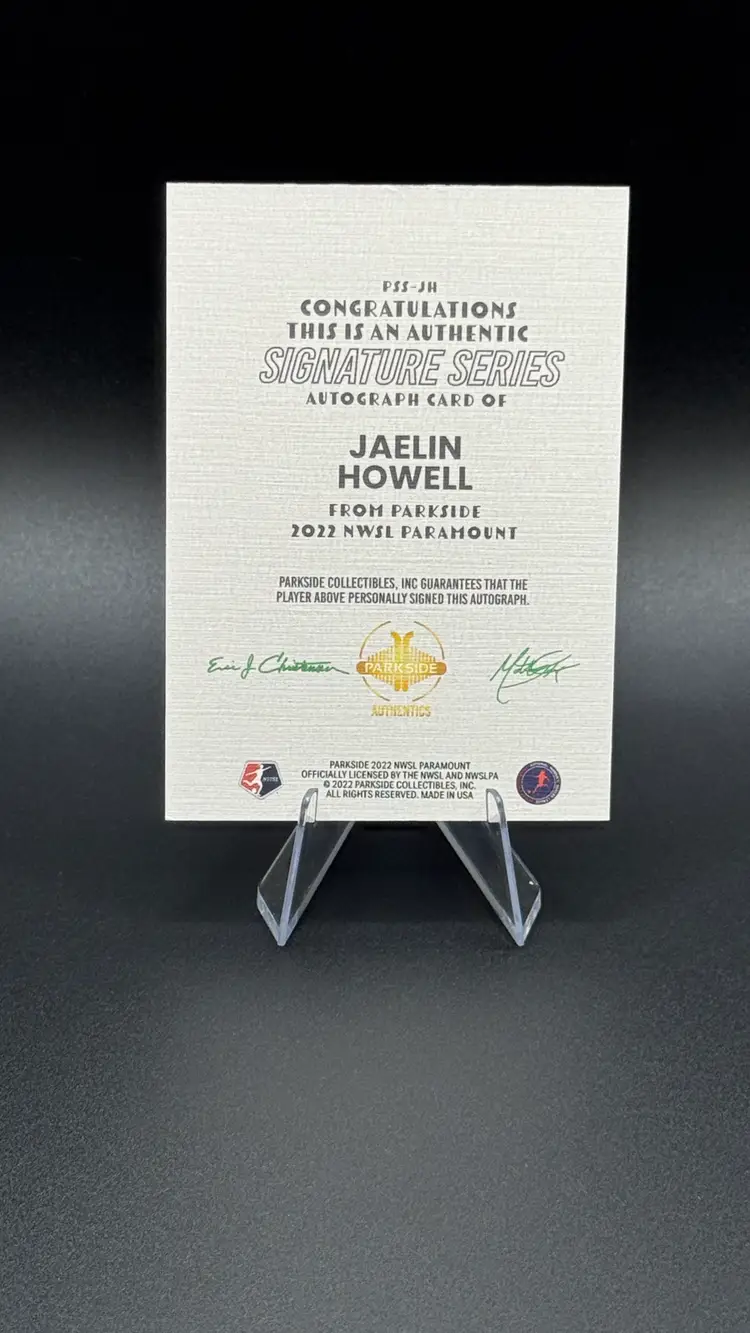 PSS-JH
CONGRATULATIONS
THIS IS AN AUTHENTIC
SIGNATURE SERIES
AUTOGRAPH CARD OF
JAELIN
HOWELL
FROM PARKSIDE
2022 NWSL PARAMOUNT
PARKSIDE COLLECTIBLES, INC GUARANTEES THAT THE
PLAYER ABOVE PERSONALLY SIGNED THIS AUTOGRAPH.
PARKSIDE
AUTHENTICS
PARKSIDE 2022 NWSL PARAMOUNT
OFFICIALLY LICENSED BY THE NWSL AND NWSLPA
© 2022 PARKSIDE COLLECTIBLES, INC.
ALL RIGHTS RESERVED. MADE IN USA